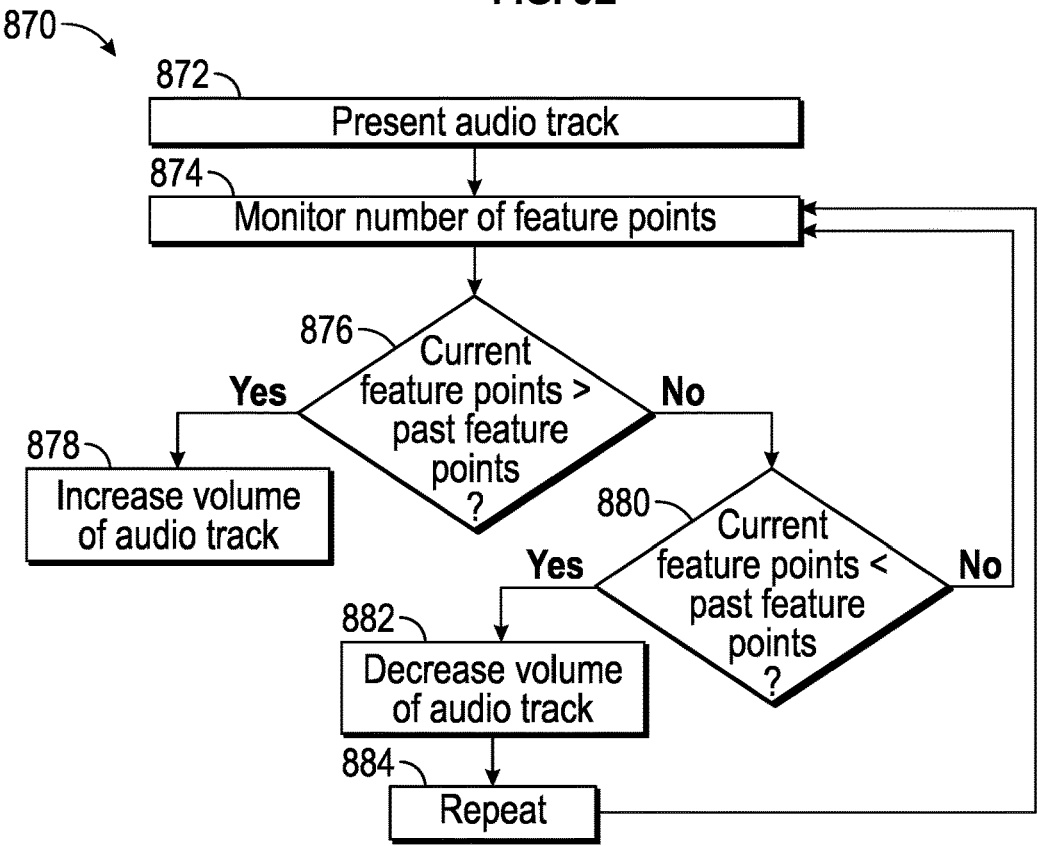 870
872
Present audio track
874
Monitor number of feature points
876
Current
feature points >
past feature
points
?
Yes
No
878
Increase volume
of audio track
880
Current
feature points <
past feature
points
?
Yes
No
882
Decrease volume
of audio track
884
Repeat